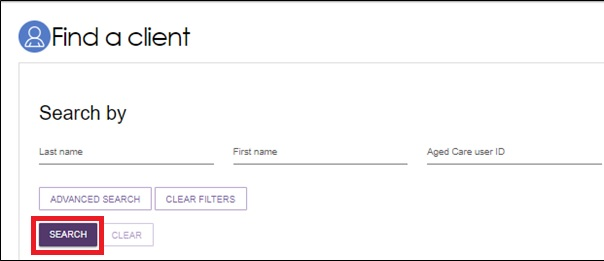 Find a client
Search by
Last name First name Aged Care user ID
ADVANCED SEARCH CLEAR FILTERS
SEARCH CLEAR